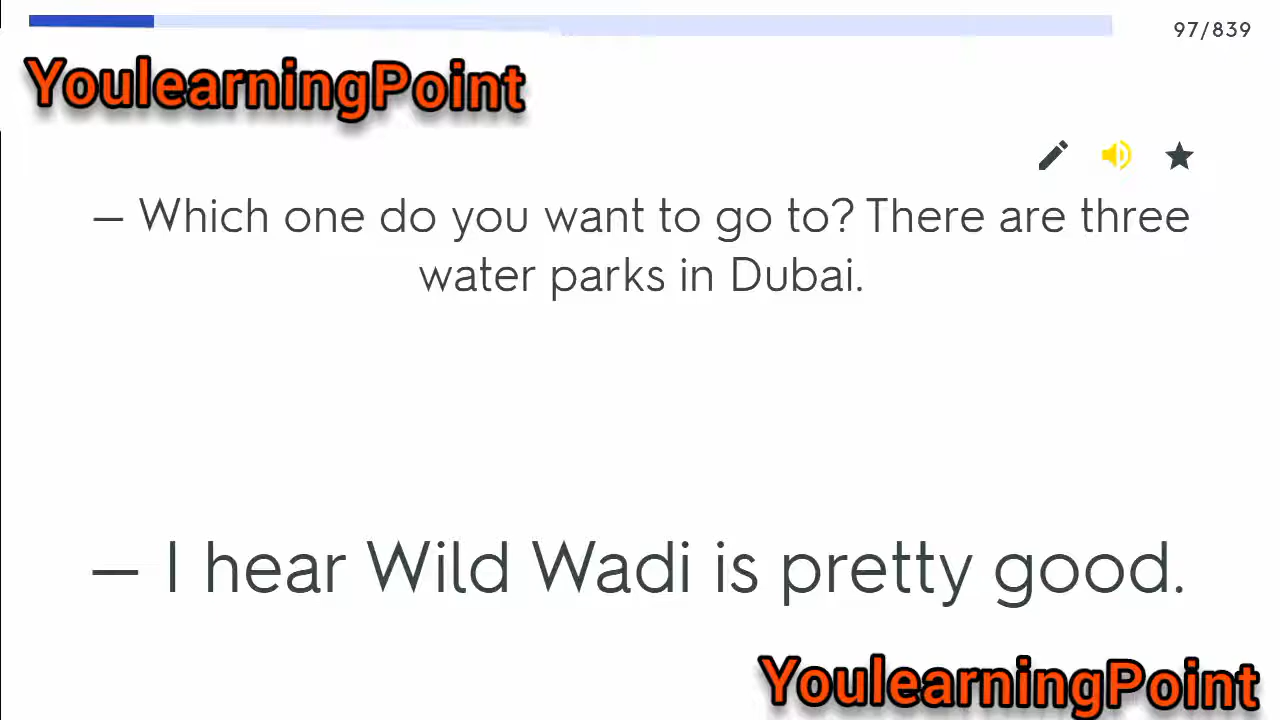 97/839
YoulearningPoint
– Which one do you want to go to? There are three
water parks in Dubai.
– I hear Wild Wadi is pretty good.
YoulearningPoint